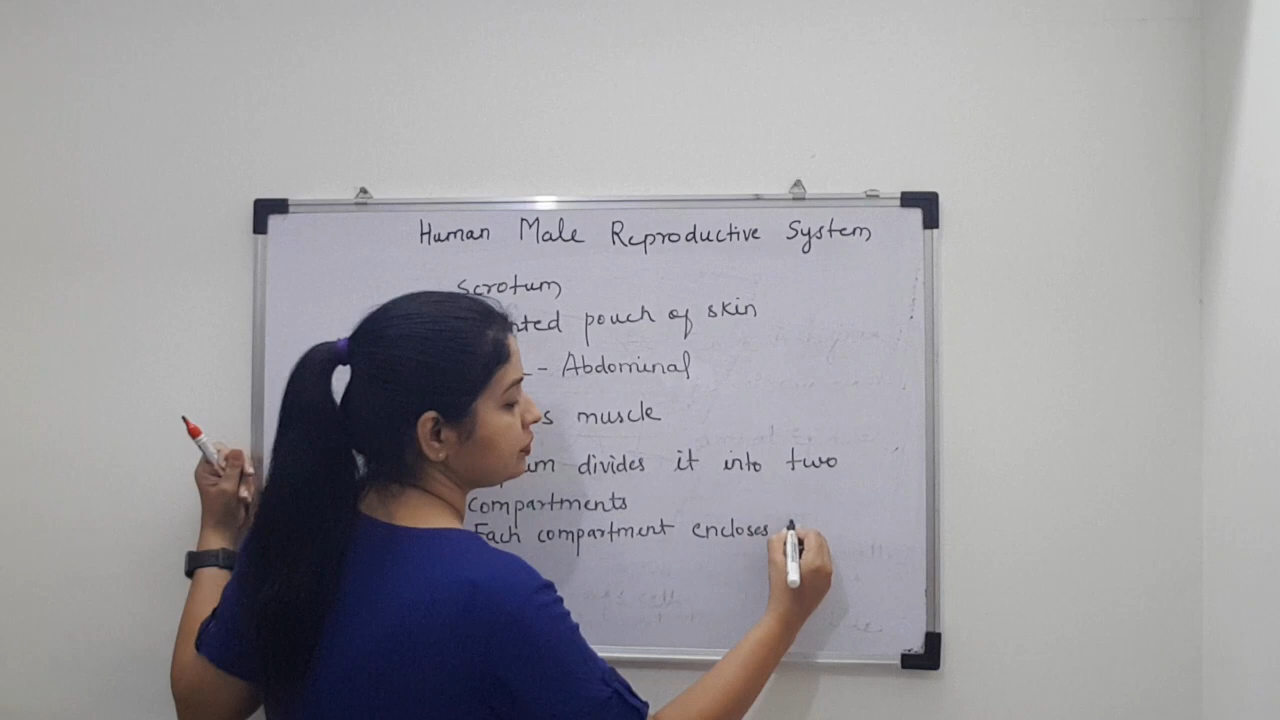 Human Male Reproductive System
Scrotum
pouch of skin
- Abdominal
muscle
divides it into two
compartments
Each compartment encloses